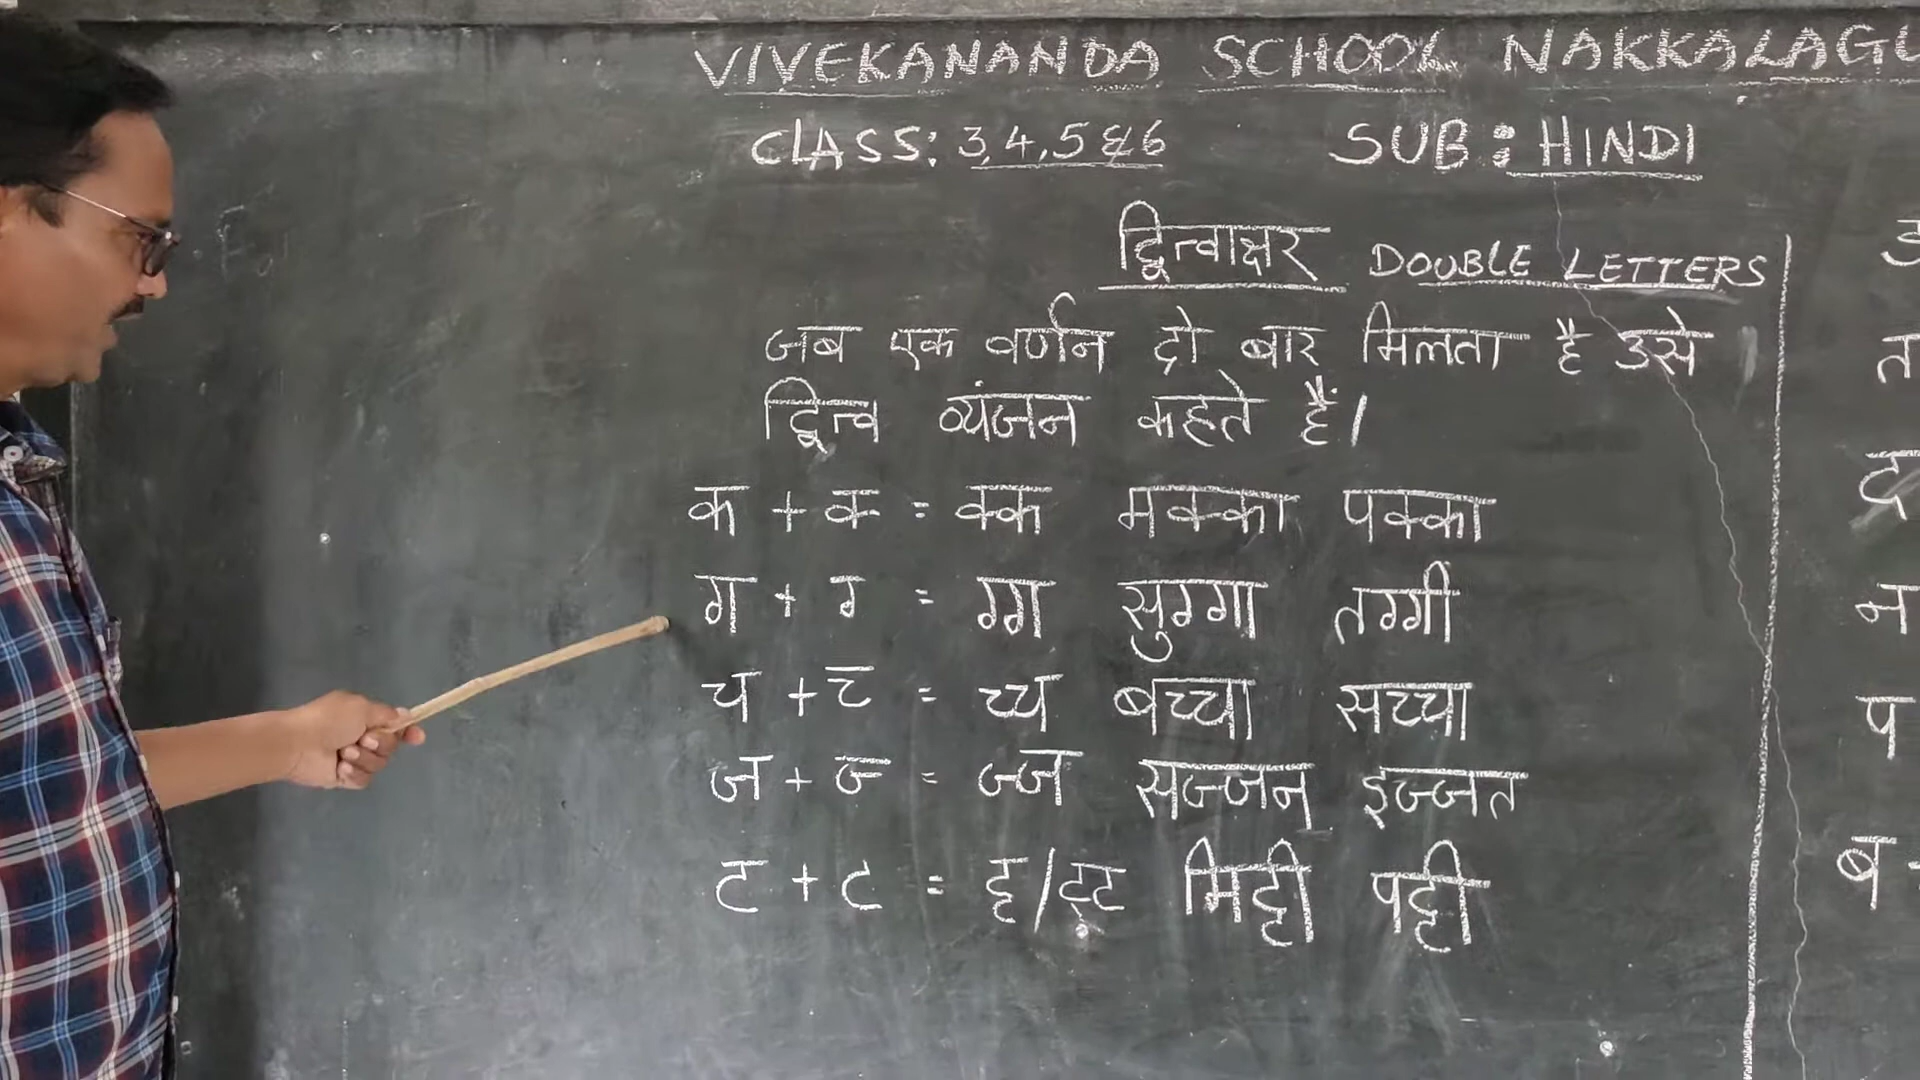 VIVEKANANDA SCHOOL NAKKALAGU
CLASS: 3,4,5 & 6 SUB: HINDI
द्वित्वाक्षर DOUBLE LETTERS
जब एक वर्णन दो बार मिलता है उसे
द्वित्व व्यंजन कहते हैं।
क + क् = क्क मक्का पक्का
ग + ग् = ग्ग सुग्गा तग्गी
च + च् = च्च बच्चा सच्चा
ज + ज् = ज्ज सज्जन इज्जत
ट + ट् = ट्ट/ट्‌ट मिट्टी पट्टी
त
द
न
प
ब -